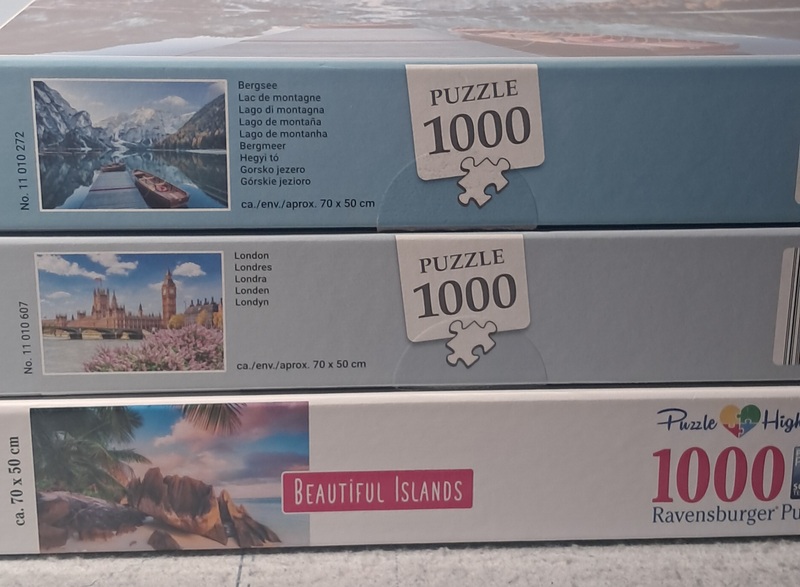 No. 11 010 272
Bergsee
Lac de montagne
Lago di montagna
Lago de montaña
Lago de montanha
Bergmeer
Hegyi tó
Gorsko jezero
Górskie jezioro
ca./env./aprox. 70 x 50 cm
PUZZLE
1000
No. 11 010 607
London
Londres
Londra
Londen
Londyn
ca./env./aprox. 70 x 50 cm
PUZZLE
1000
ca. 70 x 50 cm
BEAUTIFUL ISLANDS
Puzzle High
1000
Ravensburger® Pu